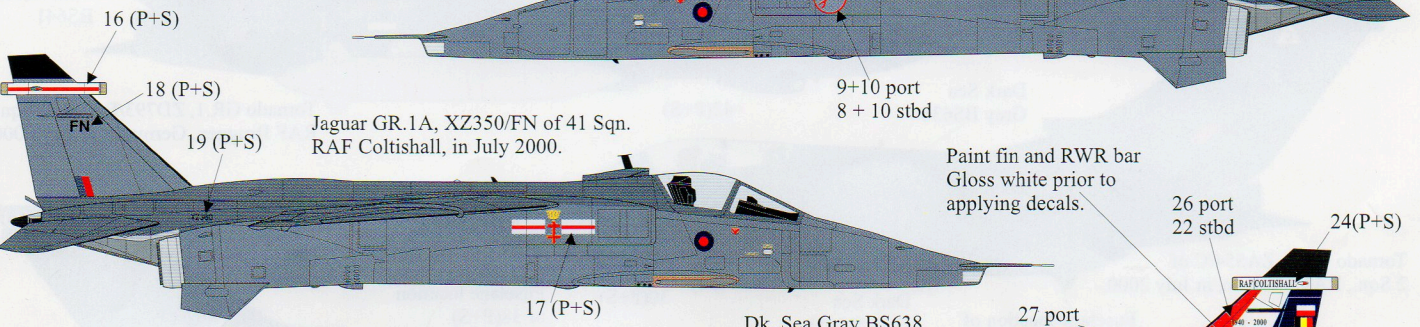 16 (P+S)
9+10 port
8 + 10 stbd
18 (P+S)
FN
19 (P+S)
Jaguar GR.1A, XZ350/FN of 41 Sqn.
RAF Coltishall, in July 2000.
17 (P+S)
Paint fin and RWR bar
Gloss white prior to
applying decals.
26 port
22 stbd
24(P+S)
RAF COLTISHALL
1940 - 2000
27 port
Dk. Sea Gray BS638